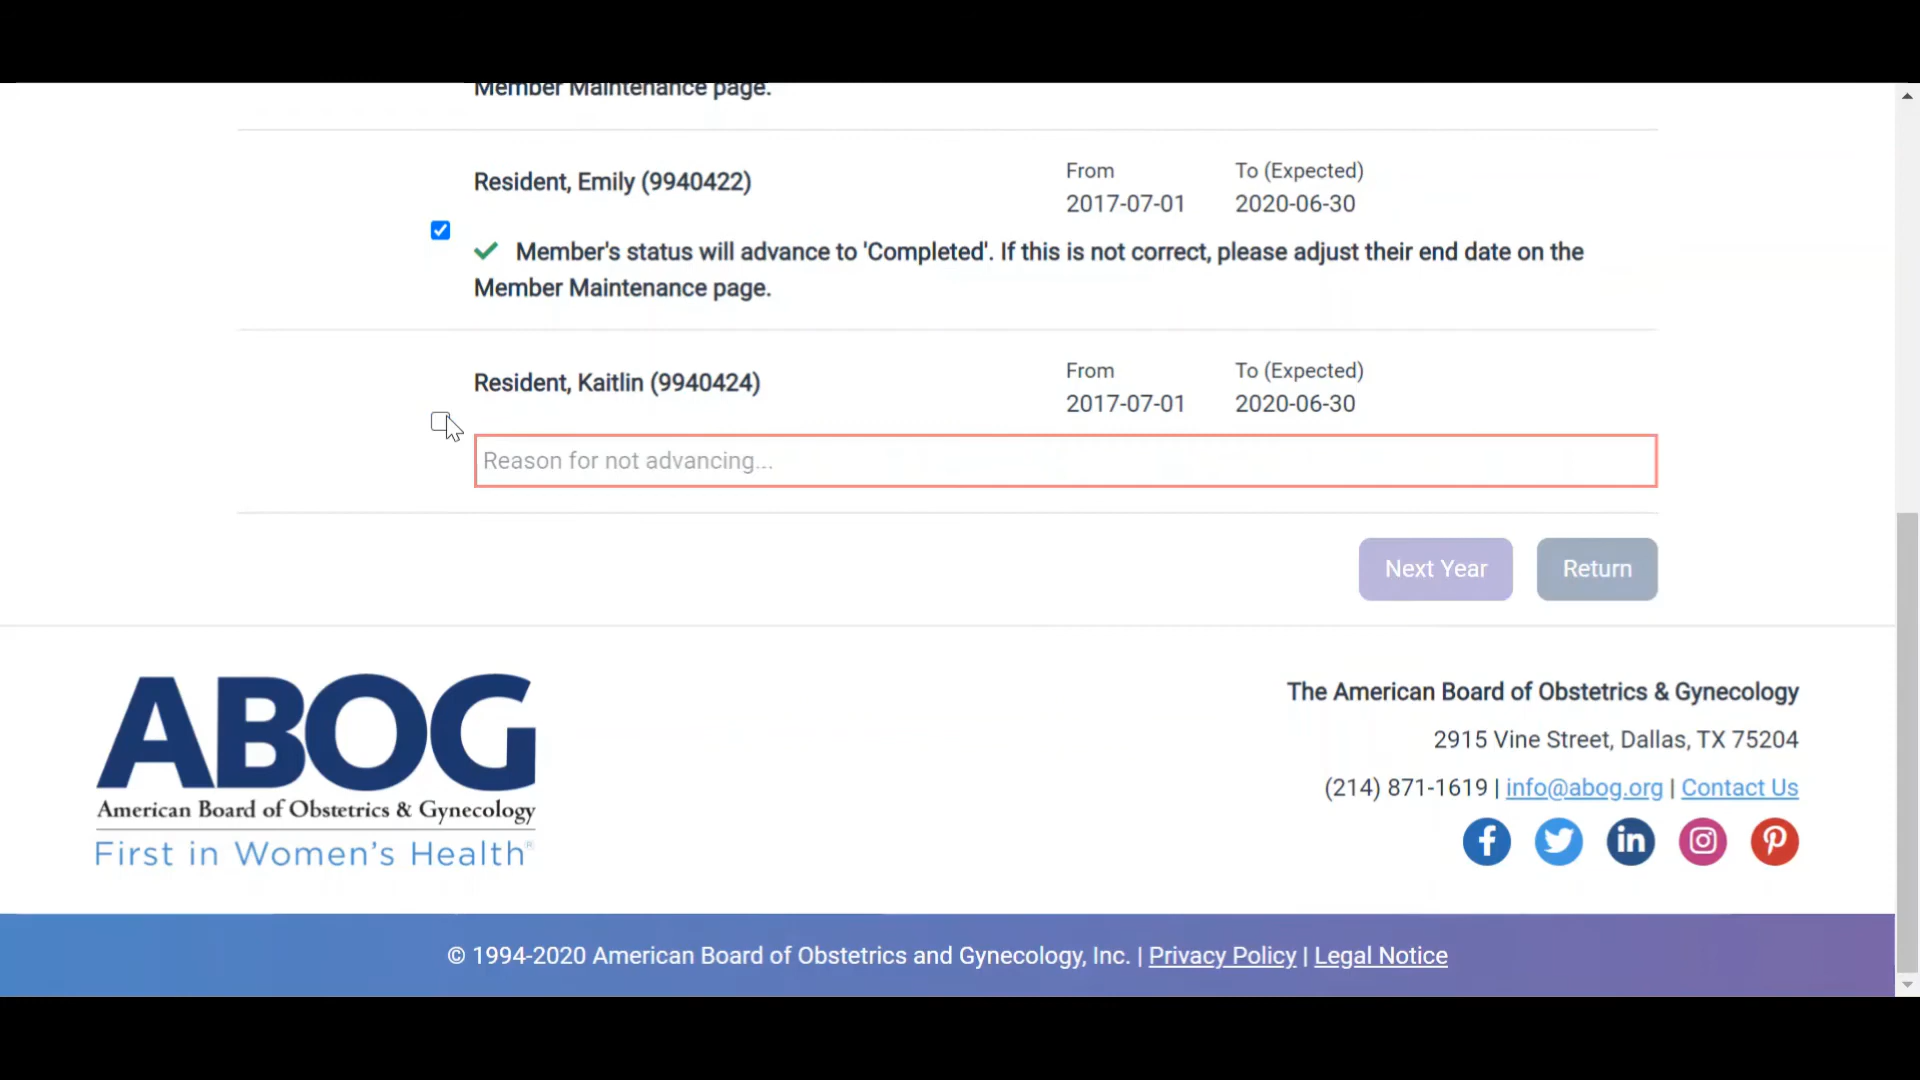 Member Maintenance page.
Resident, Emily (9940422)
From
To (Expected)
2017-07-01
2020-06-30
Member's status will advance to 'Completed'. If this is not correct, please adjust their end date on the
Member Maintenance page.
Resident, Kaitlin (9940424)
From
To (Expected)
2017-07-01
2020-06-30
Reason for not advancing...
Next Year
Return
ABOG
American Board of Obstetrics & Gynecology
First in Women's Health®
The American Board of Obstetrics & Gynecology
2915 Vine Street, Dallas, TX 75204
(214) 871-1619 | info@abog.org | Contact Us
© 1994-2020 American Board of Obstetrics and Gynecology, Inc. | Privacy Policy | Legal Notice